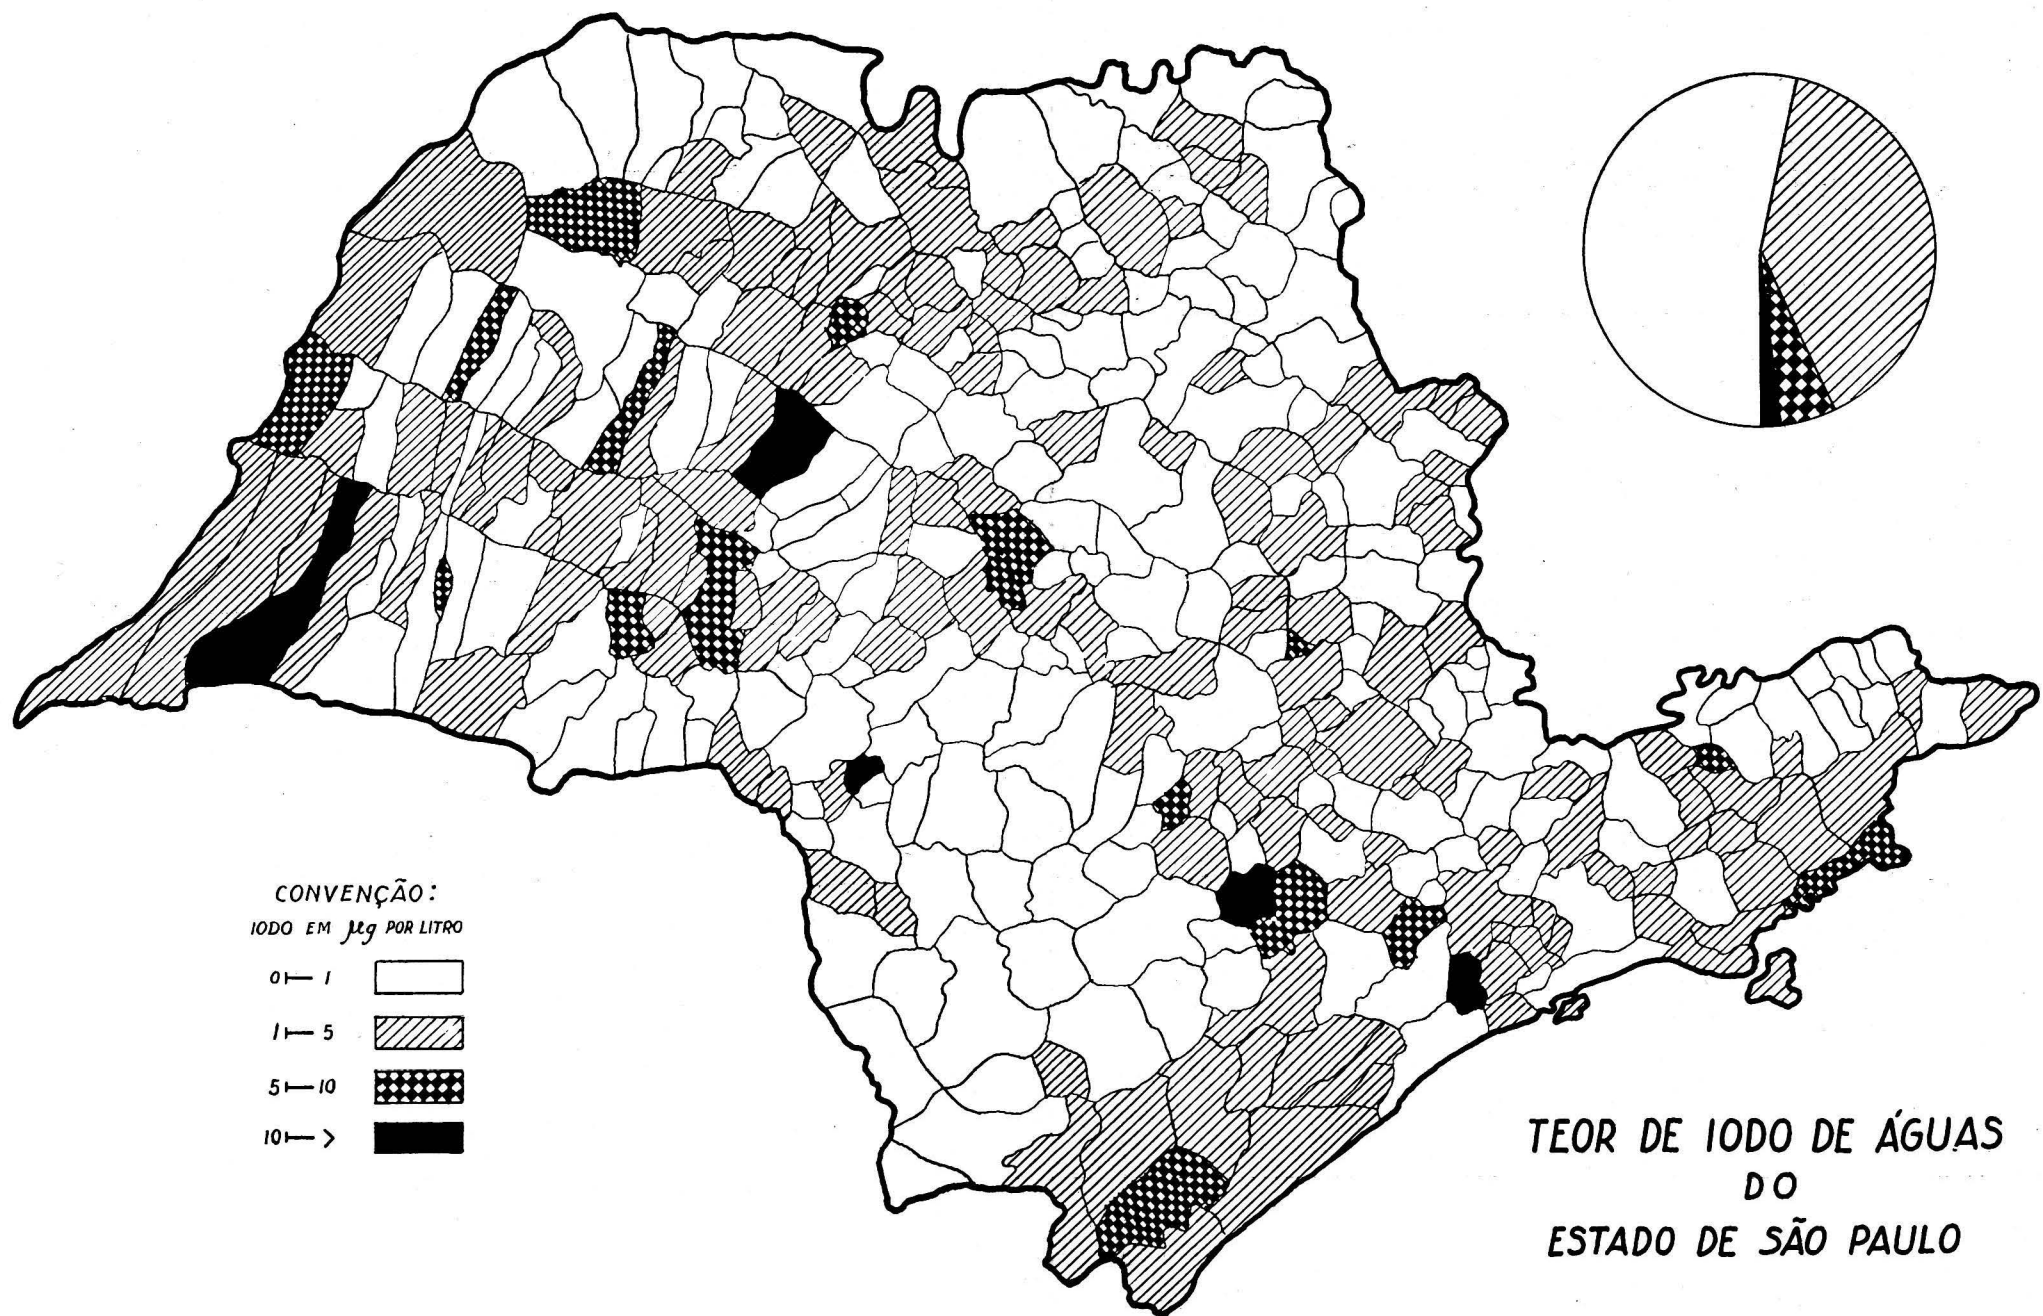 CONVENÇÃO:
IODO EM µg POR LITRO
0⊢ 1
1⊢ 5
5⊢ 10
10⊢ >
TEOR DE IODO DE ÁGUAS
DO
ESTADO DE SÃO PAULO